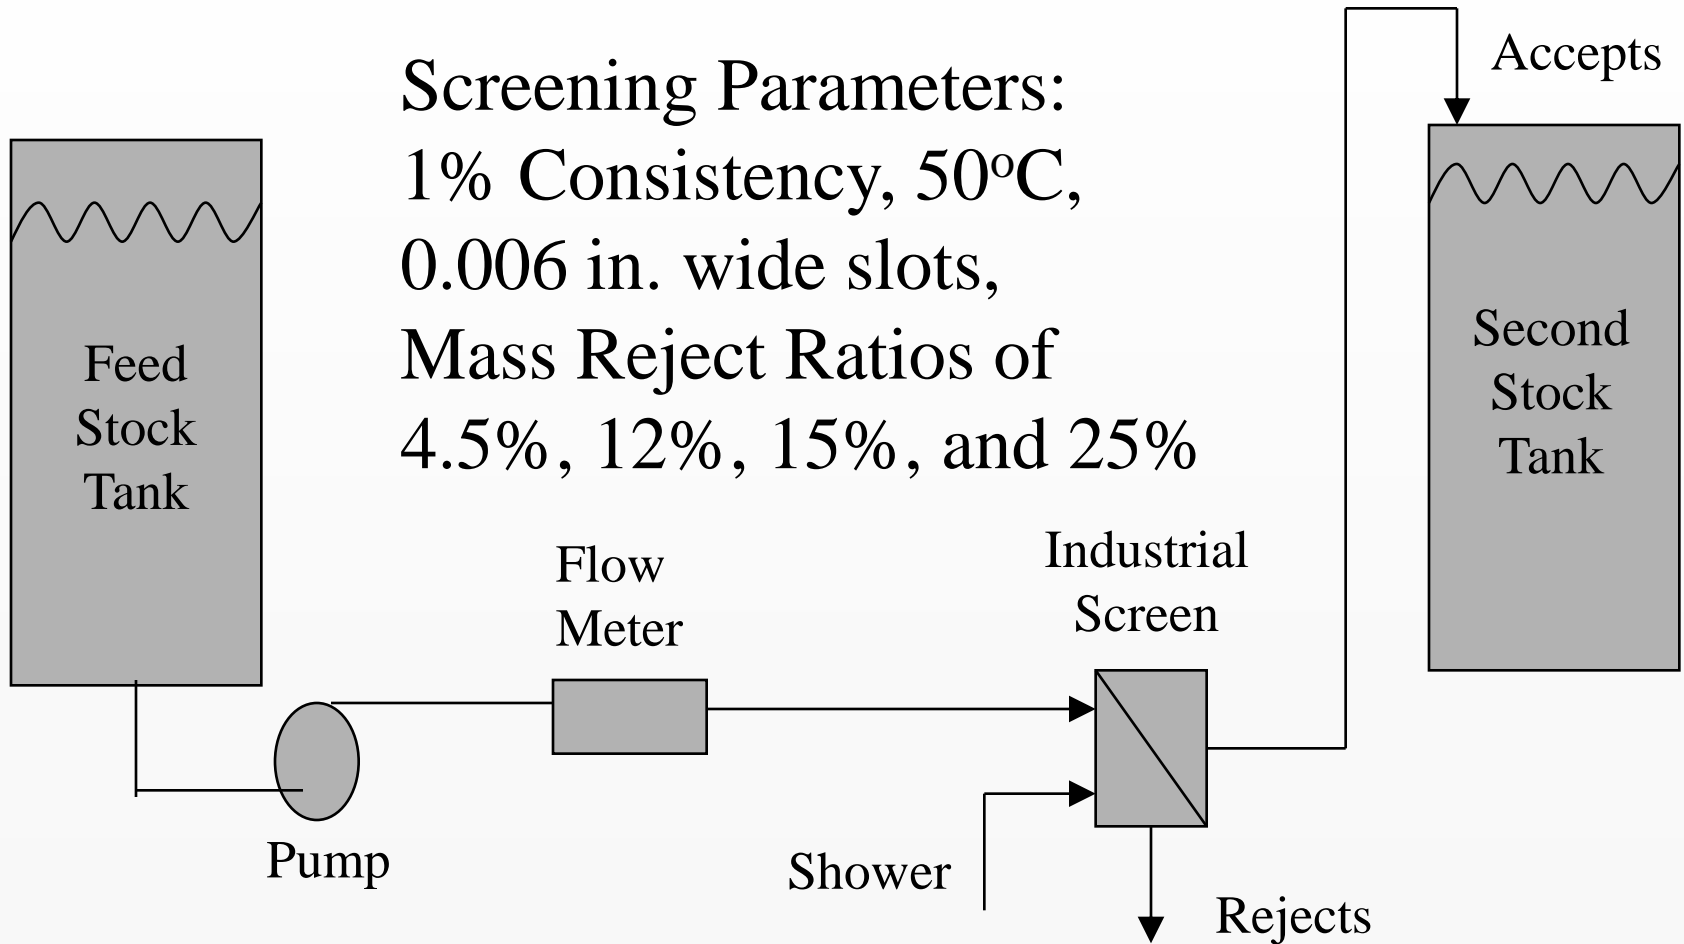 Accepts
Screening Parameters:
1% Consistency, 50°C,
0.006 in. wide slots,
Mass Reject Ratios of
4.5%, 12%, 15%, and 25%
Feed
Stock
Tank
Second
Stock
Tank
Flow
Meter
Industrial
Screen
Pump
Shower
Rejects